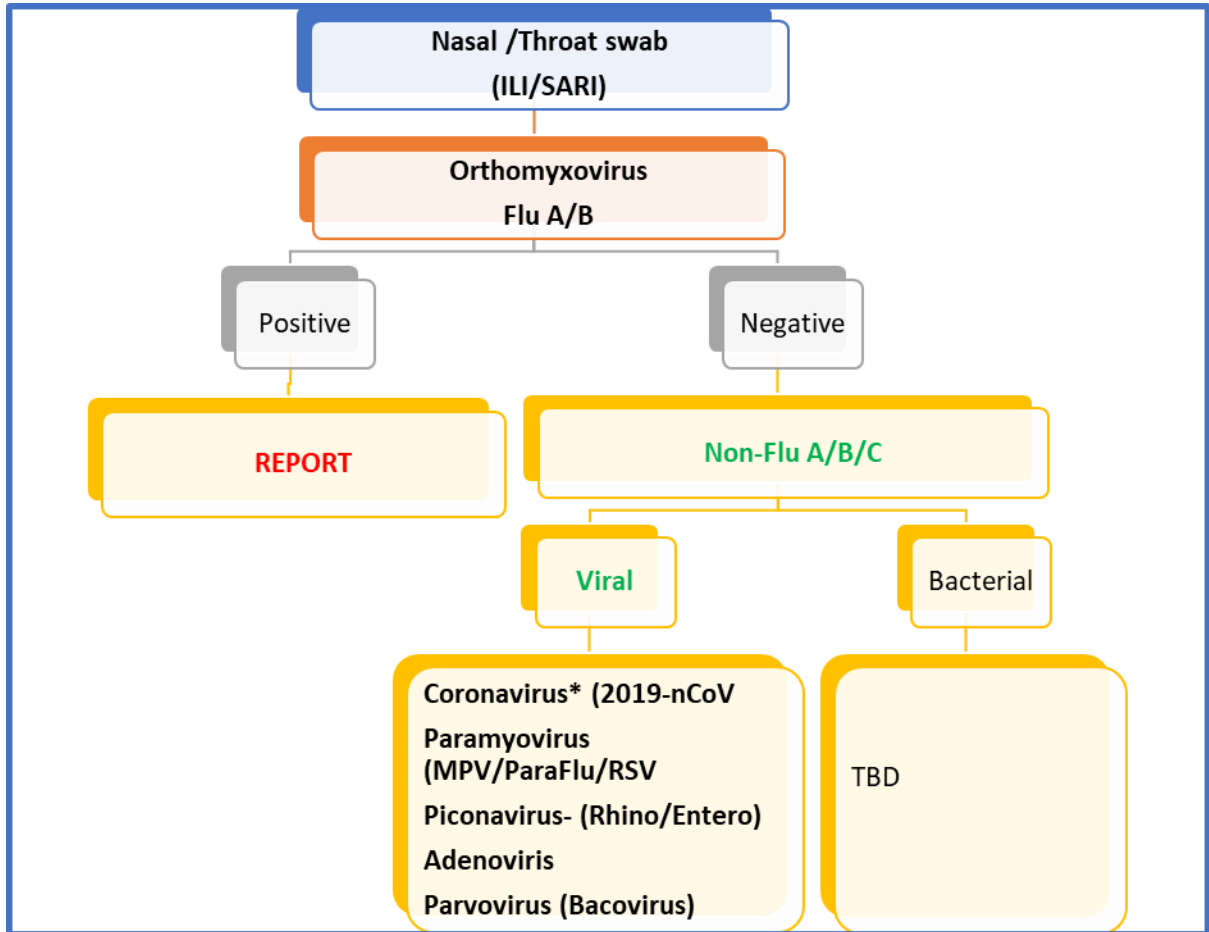 Nasal /Throat swab
(ILI/SARI)
Orthomyxovirus
Flu A/B
Positive
Negative
REPORT
Non-Flu A/B/C
Viral
Bacterial
Coronavirus* (2019-nCoV
Paramyovirus
(MPV/ParaFlu/RSV
Piconavirus- (Rhino/Entero)
Adenoviris
Parvovirus (Bacovirus)
TBD